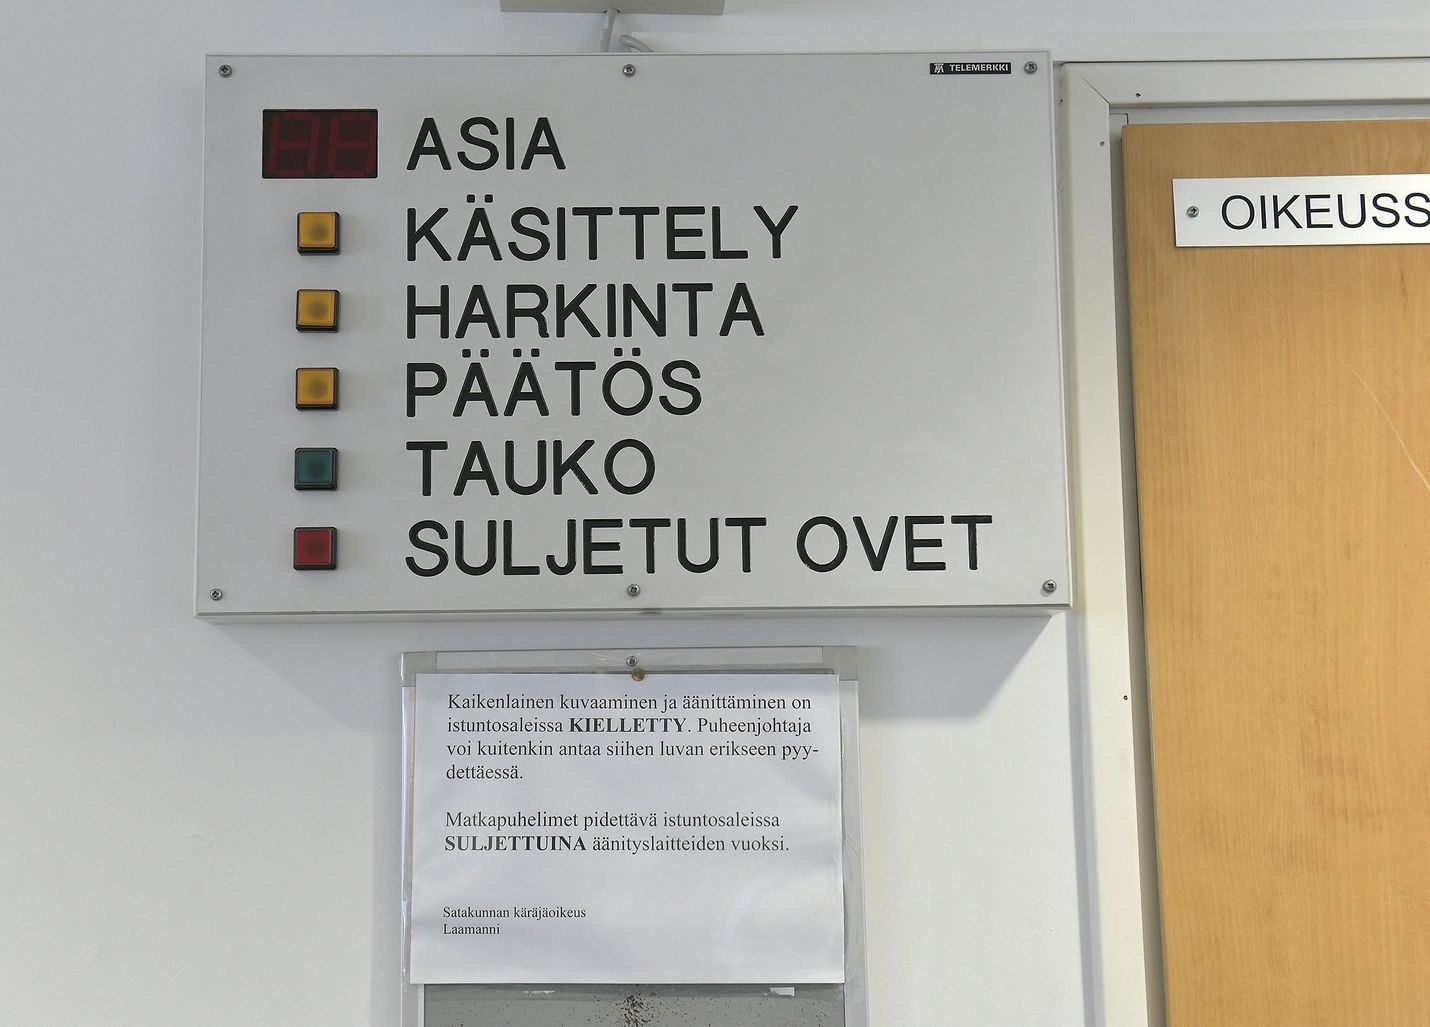 TELEMERKKI
ASIA
KÄSITTELY
HARKINTA
PÄÄTÖS
TAUKO
SULJETUT OVET
OIKEUSS
Kaikenlainen kuvaaminen ja äänittäminen on
istuntosaleissa KIELLETTY. Puheenjohtaja
voi kuitenkin antaa siihen luvan erikseen pyy-
dettäessä.
Matkapuhelimet pidettävä istuntosaleissa
SULJETTUINA äänityslaitteiden vuoksi.
Satakunnan käräjäoikeus
Laamanni